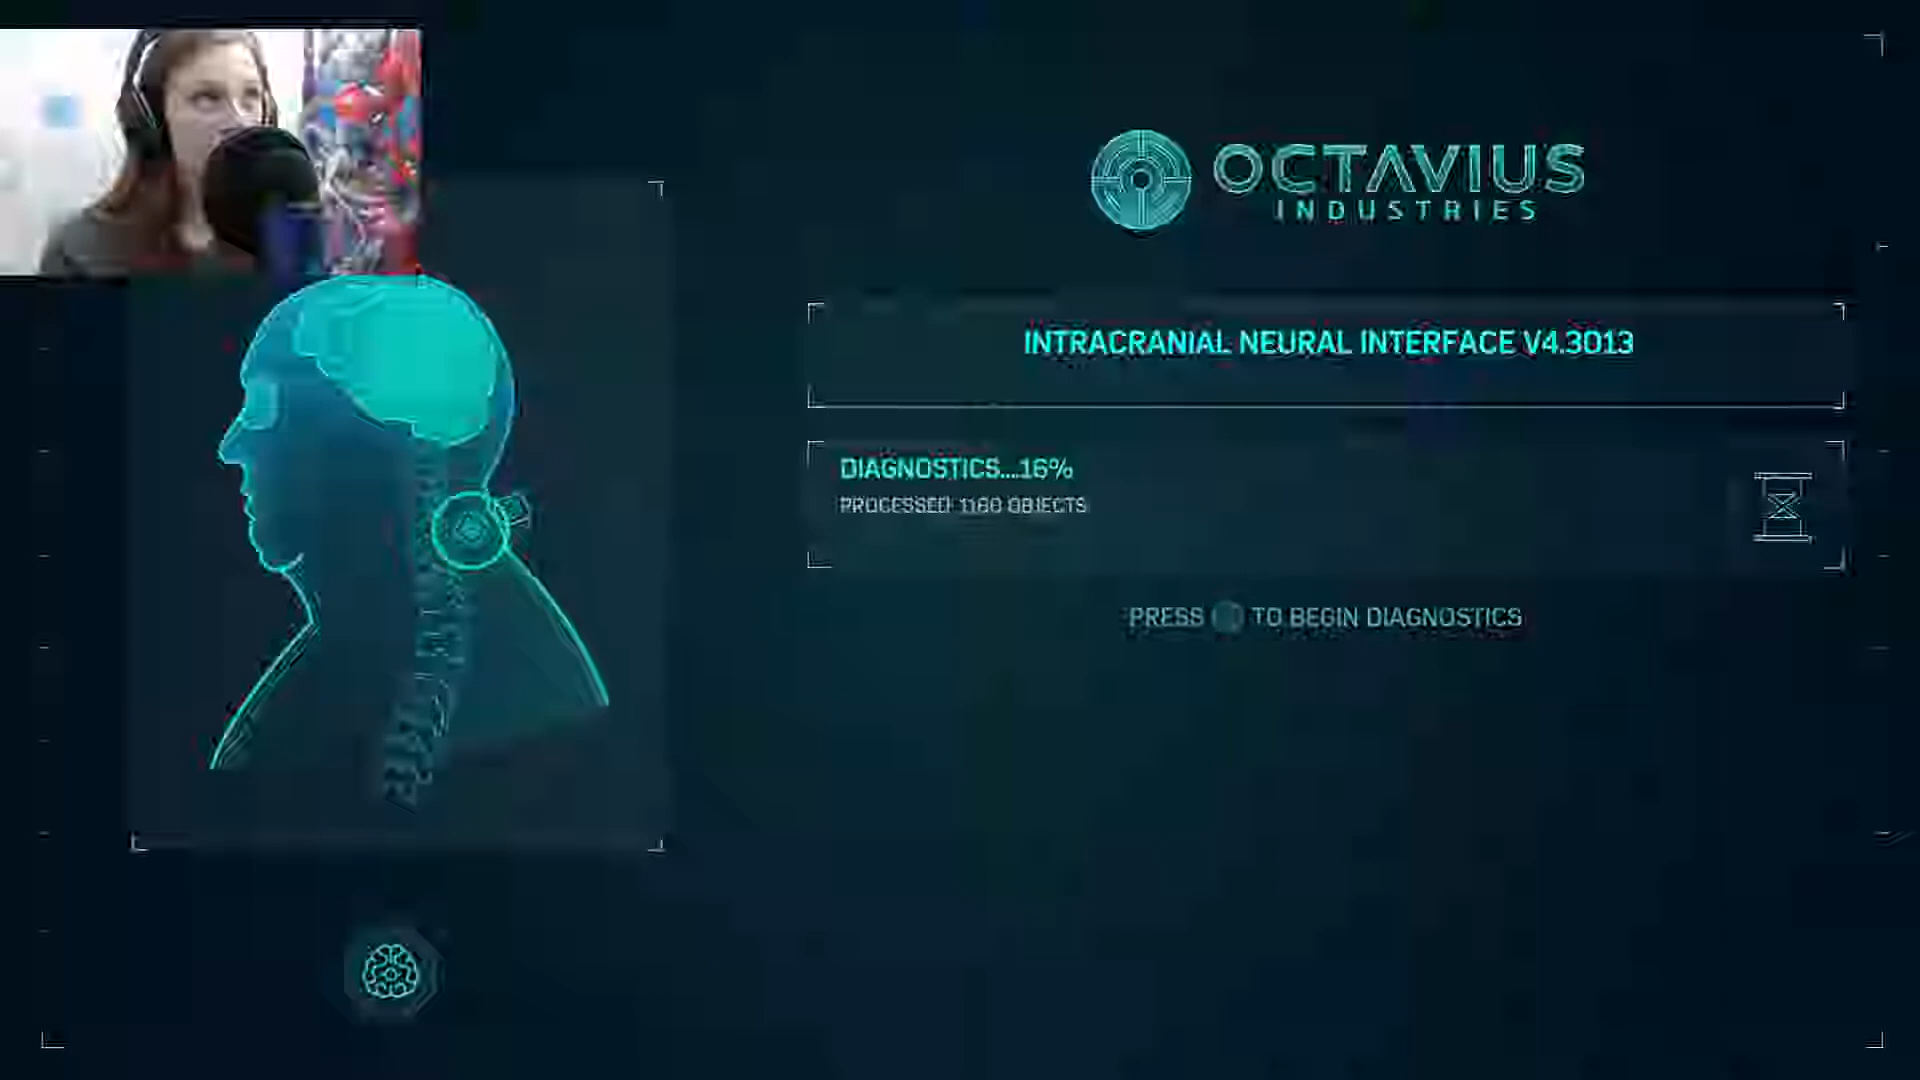 OCTAVIUS
INDUSTRIES
INTRACRANIAL NEURAL INTERFACE V4.3013
DIAGNOSTICS....16%
PROCESSED 1160 OBJECTS
PRESS TO BEGIN DIAGNOSTICS